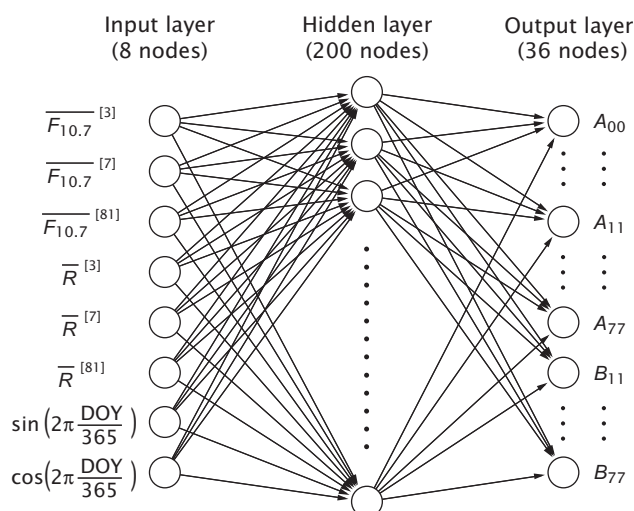 Input layer
(8 nodes)
Hidden layer
(200 nodes)
Output layer
(36 nodes)
F10.7 [3]
F10.7 [7]
F10.7 [81]
R [3]
R [7]
R [81]
sin(2π DOY/365)
cos(2π DOY/365)
A00
A11
A77
B11
B77